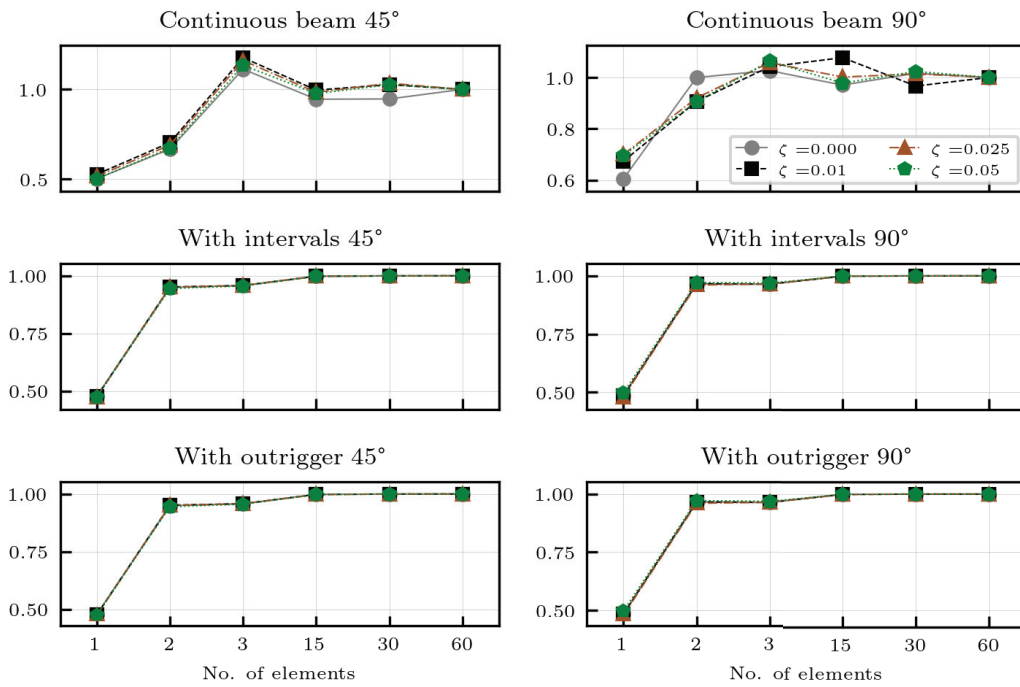 Continuous beam 45°
Continuous beam 90°
1.0
0.5
1.0
0.8
0.6
ζ =0.000
ζ =0.01
ζ =0.025
ζ =0.05
With intervals 45°
With intervals 90°
1.00
0.75
0.50
1.00
0.75
0.50
With outrigger 45°
With outrigger 90°
1.00
0.75
0.50
1.00
0.75
0.50
1 2 3 15 30 60
1 2 3 15 30 60
No. of elements
No. of elements